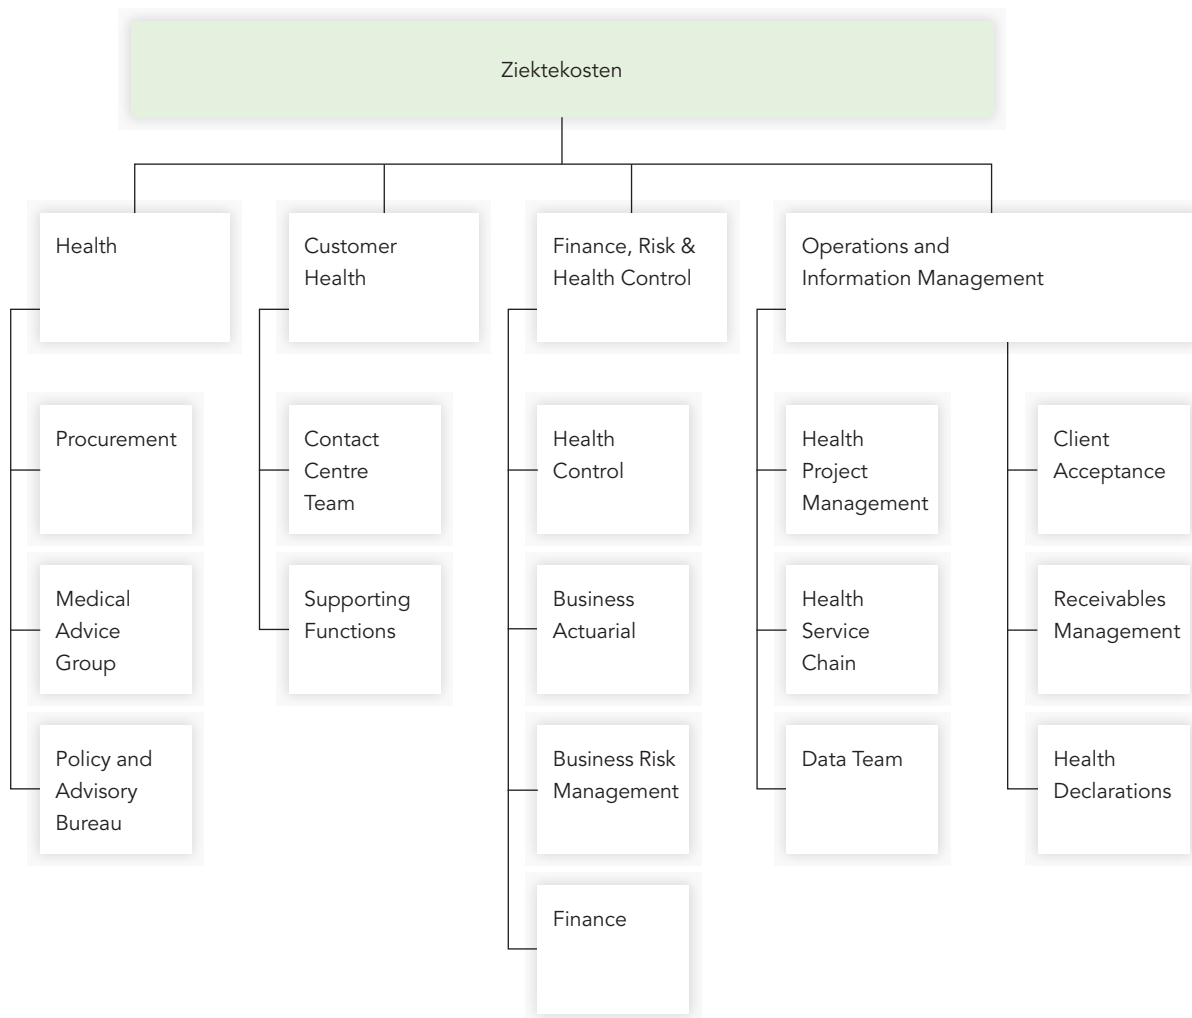 Ziektekosten
Health
Customer
Health
Finance, Risk &
Health Control
Operations and
Information Management
Procurement
Medical
Advice
Group
Policy and
Advisory
Bureau
Contact
Centre
Team
Supporting
Functions
Health
Control
Business
Actuarial
Business Risk
Management
Finance
Health
Project
Management
Health
Service
Chain
Data Team
Client
Acceptance
Receivables
Management
Health
Declarations